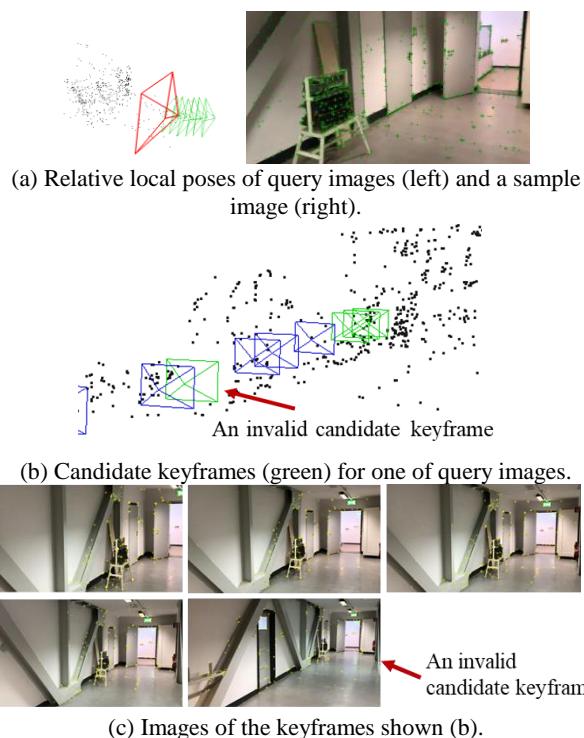 (a) Relative local poses of query images (left) and a sample
image (right).
An invalid candidate keyframe
(b) Candidate keyframes (green) for one of query images.
An invalid
candidate keyfram
(c) Images of the keyframes shown (b).